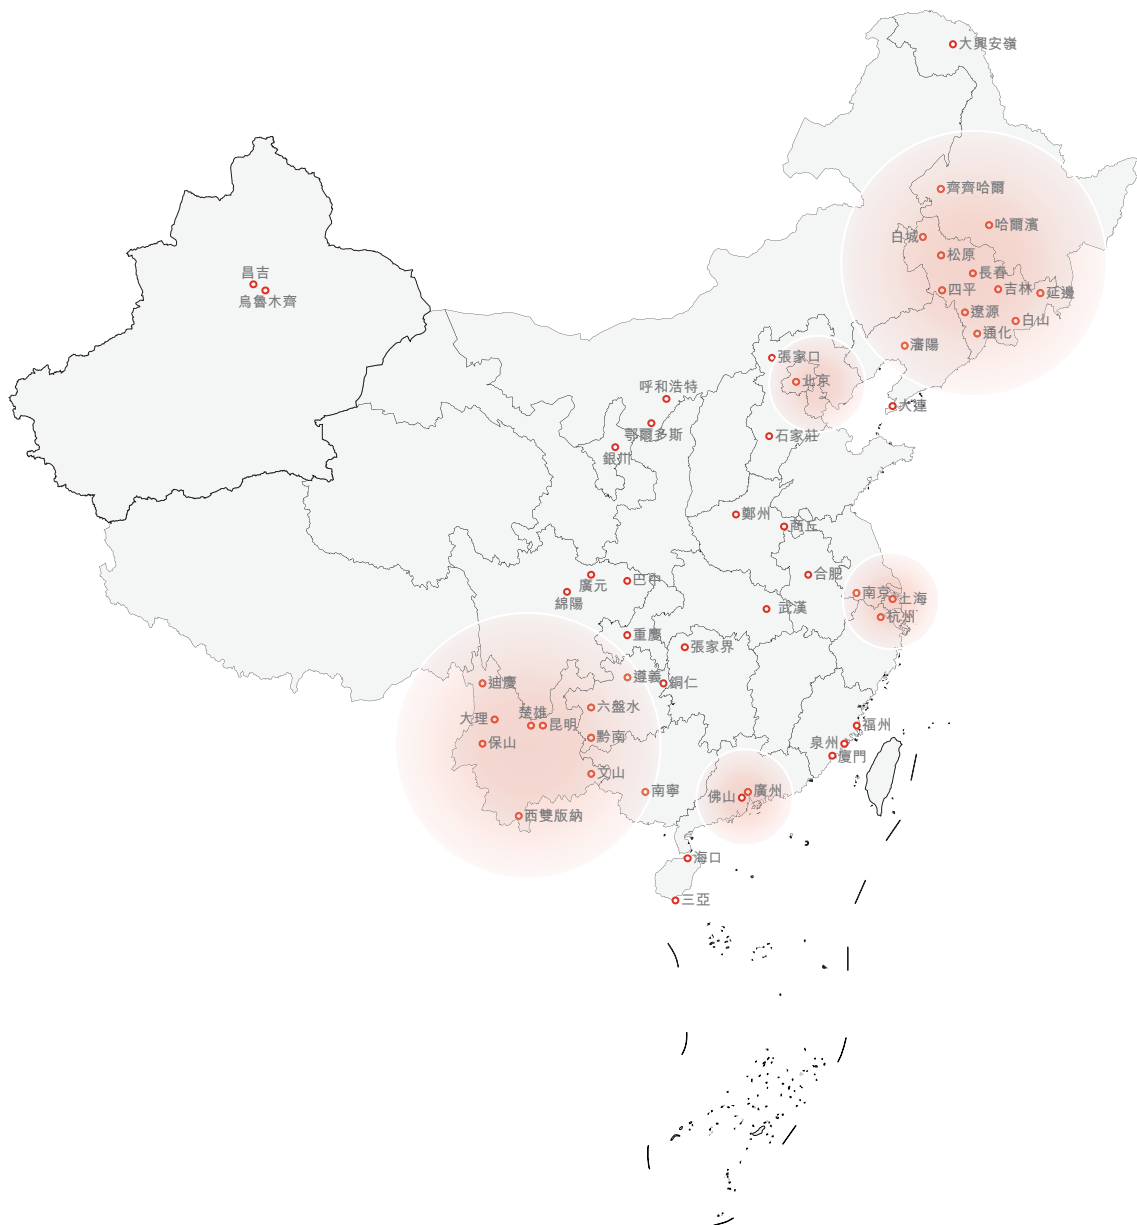 大興安嶺
齊齊哈爾
哈爾濱
白城
松原
長春
昌吉
四平
吉林
延邊
烏魯木齊
遼源
白山
通化
瀋陽
張家口
北京
呼和浩特
大連
鄂爾多斯
石家莊
銀川
鄭州
商丘
合肥
巴中
廣元
南京
上海
綿陽
武漢
杭州
重慶
張家界
遵義
迪慶
銅仁
六盤水
楚雄
大理
昆明
福州
黔南
保山
泉州
廈門
文山
南寧
廣州
佛山
西雙版納
海口
三亞